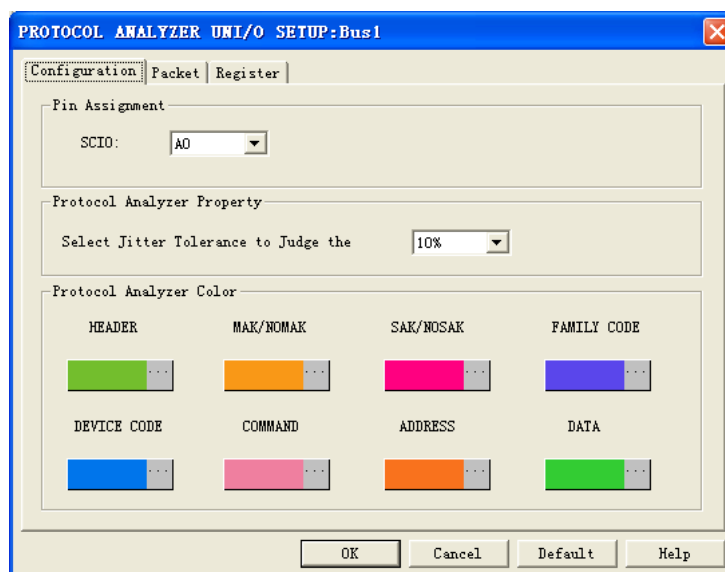 PROTOCOL ANALYZER UNI/O SETUP:Bus1
Configuration Packet Register
Pin Assignment
SCIO: A0
Protocol Analyzer Property
Select Jitter Tolerance to Judge the 10%
Protocol Analyzer Color
HEADER MAK/NOMAK SAK/NOSAK FAMILY CODE
... ... ... ...
DEVICE CODE COMMAND ADDRESS DATA
... ... ... ...
OK Cancel Default Help